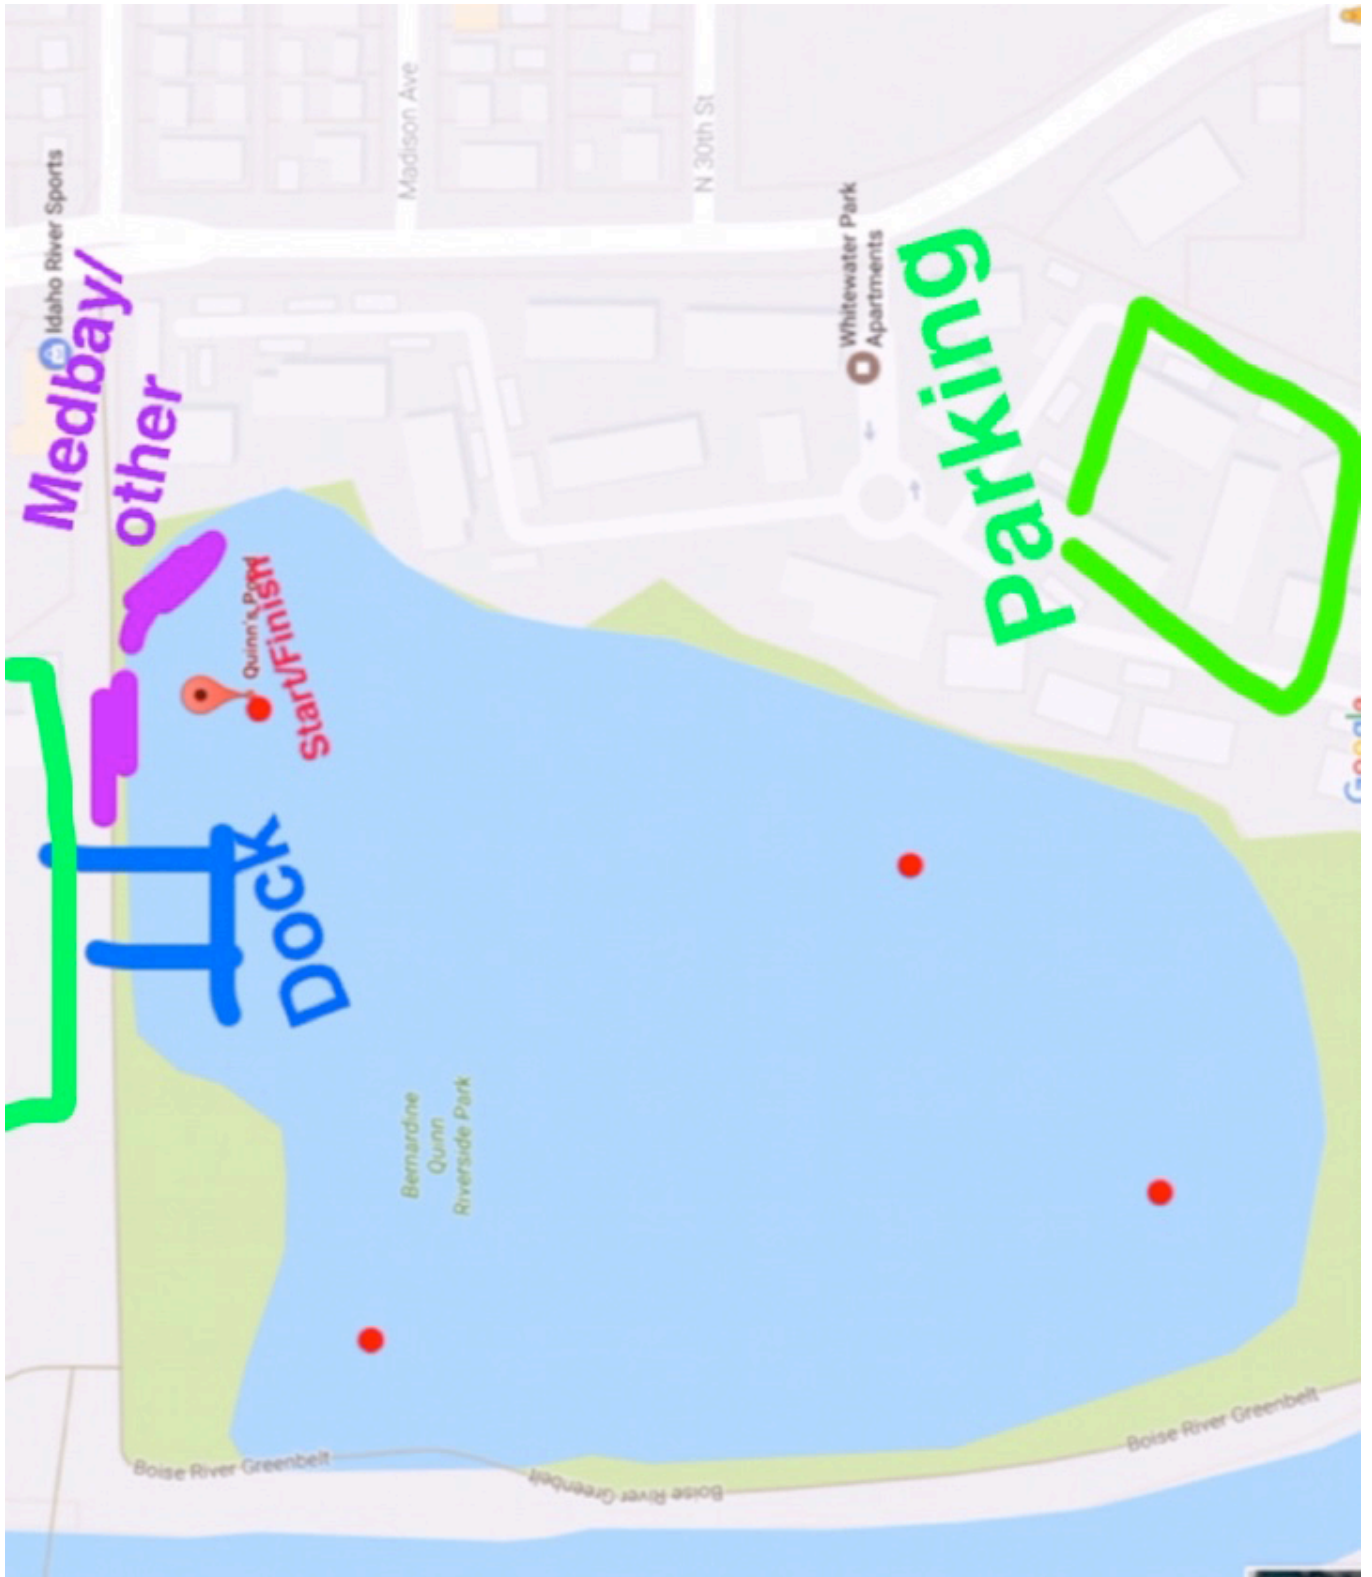 Idaho River Sports
Madison Ave
N 30th St
Medbay/
other
Whitewater Park
Apartments
Parking
Quinn's Pond
Start/Finish
Dock
Google
Bernardine
Quinn
Riverside Park
Boise River Greenbelt
Boise River Greenbelt
Boise River Greenbelt